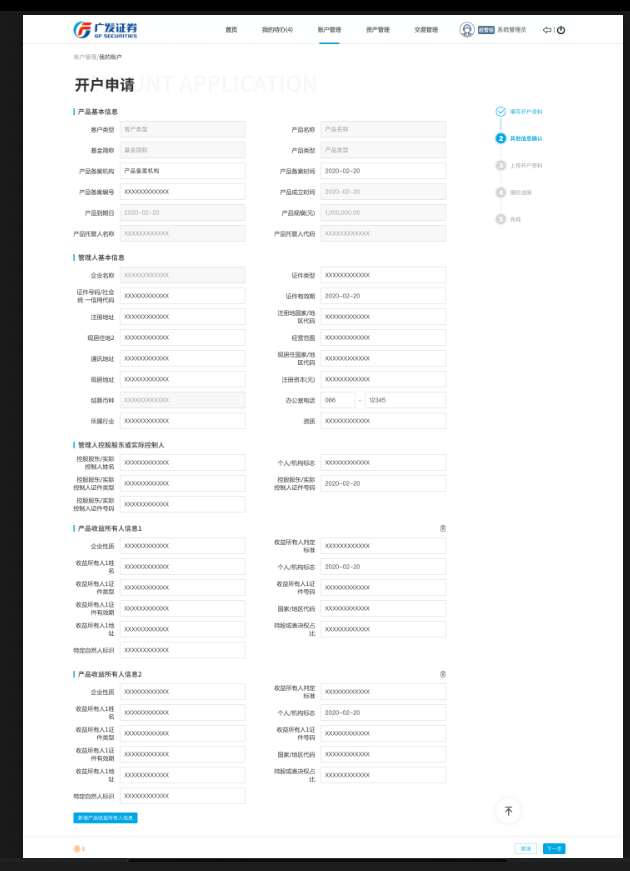 广发证券 首页 我的待办(4) 账户管理 资产管理 交易管理 超管端 系统管理员
GF SECURITIES
账户管理/我的账户
开户申请
产品基本信息 填写开户资料
客户类型 客户类型 产品名称 产品名称
2 其他信息确认
基金简称 基金简称 产品类型 产品类型
3 上传开户资料
产品备案机构 产品备案机构 产品备案时间 2020-02-20
产品备案编号 XXXXXXXXXXXX 产品成立时间 2020-02-20
产品到期日 2020-02-20 产品规模(元) 1,000,000.00
5 完成
产品托管人名称 XXXXXXXXXXXX 产品托管人代码 XXXXXXXXXXXX
管理人基本信息
企业名称 XXXXXXXXXXXX 证件类型 XXXXXXXXXXXX
证件号码/社会统一信用代码 XXXXXXXXXXXX 证件有效期 2020-02-20
注册地址 XXXXXXXXXXXX 注册地国家/地区代码 XXXXXXXXXXXX
现居住地2 XXXXXXXXXXXX 经营范围 XXXXXXXXXXXX
通讯地址 XXXXXXXXXXXX 现居住国家/地区代码 XXXXXXXXXXXX
现居地址 XXXXXXXXXXXX 注册资本(元) XXXXXXXXXXXX
结算币种 XXXXXXXXXXXX 办公室电话 086 - 12345
所属行业 XXXXXXXXXXXX 资质 XXXXXXXXXXXX
管理人控股股东或实际控制人
控股股东/实际控制人姓名 XXXXXXXXXXXX 个人/机构标志 XXXXXXXXXXXX
控股股东/实际控制人证件类型 XXXXXXXXXXXX 控股股东/实际控制人证件号码 2020-02-20
控股股东/实际控制人证件号码 XXXXXXXXXXXX
产品收益所有人信息1
企业性质 XXXXXXXXXXXX 收益所有人判定标准 XXXXXXXXXXXX
收益所有人1姓名 XXXXXXXXXXXX 个人/机构标志 2020-02-20
收益所有人1证件类型 XXXXXXXXXXXX 收益所有人1证件号码 XXXXXXXXXXXX
收益所有人1证件有效期 XXXXXXXXXXXX 国家/地区代码 XXXXXXXXXXXX
收益所有人1地址 XXXXXXXXXXXX 持股或表决权占比 XXXXXXXXXXXX
特定自然人标识 XXXXXXXXXXXX
产品收益所有人信息2
企业性质 XXXXXXXXXXXX 收益所有人判定标准 XXXXXXXXXXXX
收益所有人1姓名 XXXXXXXXXXXX 个人/机构标志 2020-02-20
收益所有人1证件类型 XXXXXXXXXXXX 收益所有人1证件号码 XXXXXXXXXXXX
收益所有人1证件有效期 XXXXXXXXXXXX 国家/地区代码 XXXXXXXXXXXX
收益所有人1地址 XXXXXXXXXXXX 持股或表决权占比 XXXXXXXXXXXX
特定自然人标识 XXXXXXXXXXXX
新增产品收益所有人信息
3 取消 下一步